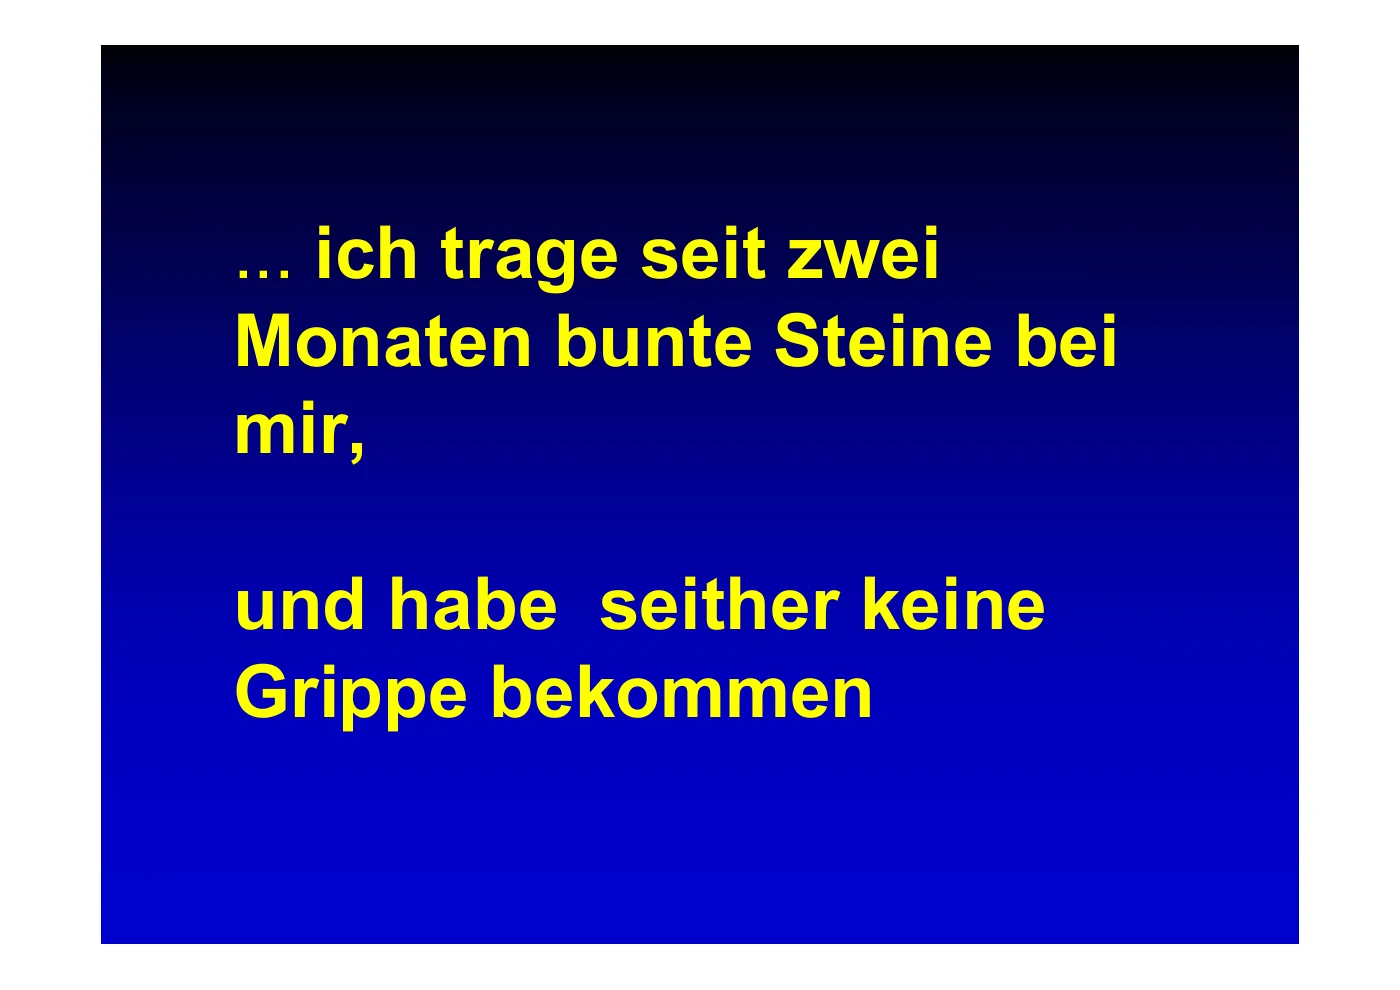 ... ich trage seit zwei
Monaten bunte Steine bei
mir,
und habe  seither keine
Grippe bekommen